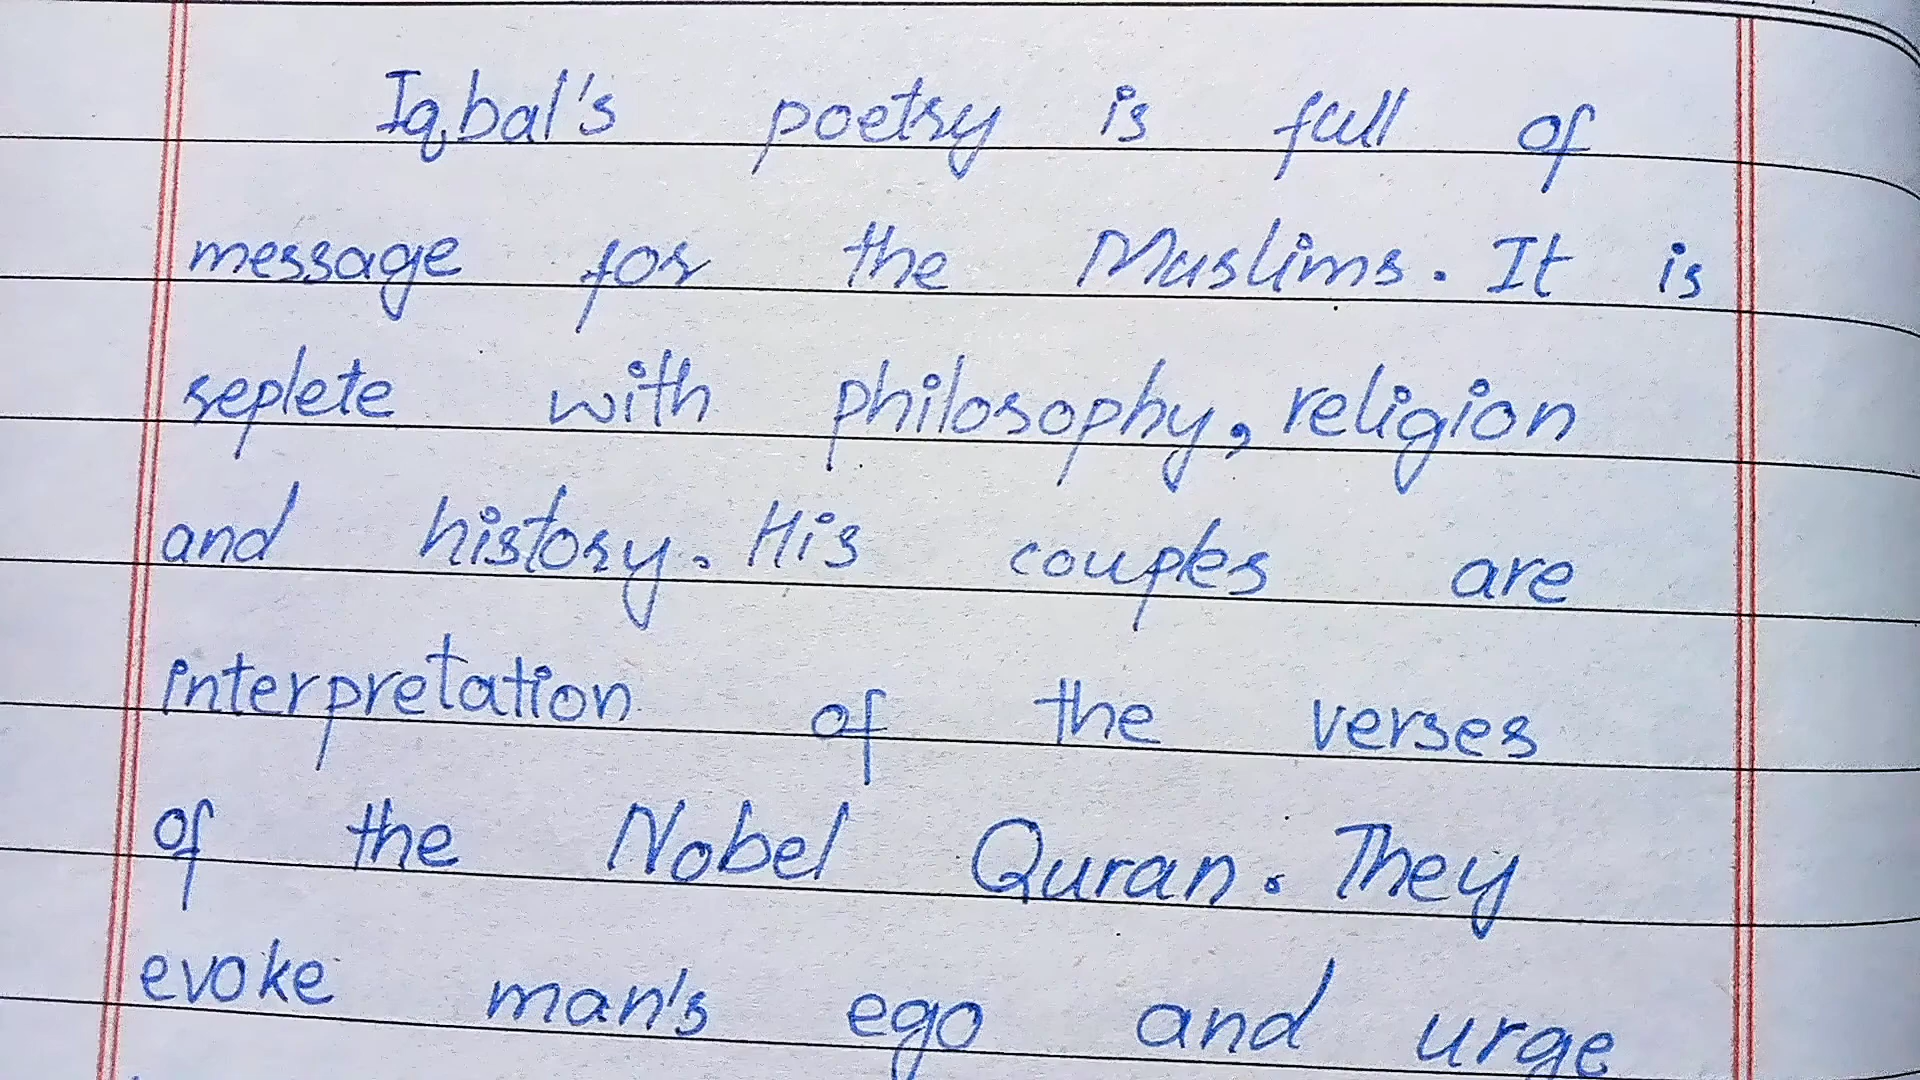 Iqbal's poetry is full of
message for the Muslims. It is
replete with philosophy, religion
and history. His couples are
interpretation of the verses
of the Nobel Quran. They
evoke man's ego and urge